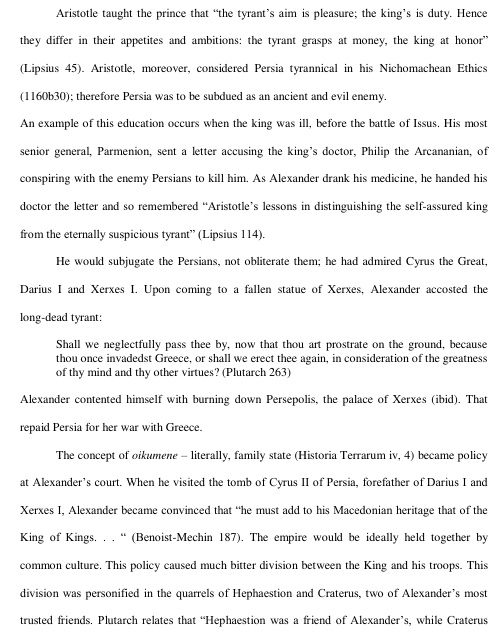 Aristotle taught the prince that “the tyrant’s aim is pleasure; the king’s is duty. Hence
they differ in their appetites and ambitions: the tyrant grasps at money, the king at honor”
(Lipsius 45). Aristotle, moreover, considered Persia tyrannical in his Nichomachean Ethics
(1160b30); therefore Persia was to be subdued as an ancient and evil enemy.
An example of this education occurs when the king was ill, before the battle of Issus. His most
senior general, Parmenion, sent a letter accusing the king’s doctor, Philip the Arcananian, of
conspiring with the enemy Persians to kill him. As Alexander drank his medicine, he handed his
doctor the letter and so remembered “Aristotle’s lessons in distinguishing the self-assured king
from the eternally suspicious tyrant” (Lipsius 114).
He would subjugate the Persians, not obliterate them; he had admired Cyrus the Great,
Darius I and Xerxes I. Upon coming to a fallen statue of Xerxes, Alexander accosted the
long-dead tyrant:
Shall we neglectfully pass thee by, now that thou art prostrate on the ground, because
thou once invadedst Greece, or shall we erect thee again, in consideration of the greatness
of thy mind and thy other virtues? (Plutarch 263)
Alexander contented himself with burning down Persepolis, the palace of Xerxes (ibid). That
repaid Persia for her war with Greece.
The concept of oikumene – literally, family state (Historia Terrarum iv, 4) became policy
at Alexander’s court. When he visited the tomb of Cyrus II of Persia, forefather of Darius I and
Xerxes I, Alexander became convinced that “he must add to his Macedonian heritage that of the
King of Kings. . . “ (Benoist-Mechin 187). The empire would be ideally held together by
common culture. This policy caused much bitter division between the King and his troops. This
division was personified in the quarrels of Hephaestion and Craterus, two of Alexander’s most
trusted friends. Plutarch relates that “Hephaestion was a friend of Alexander’s, while Craterus